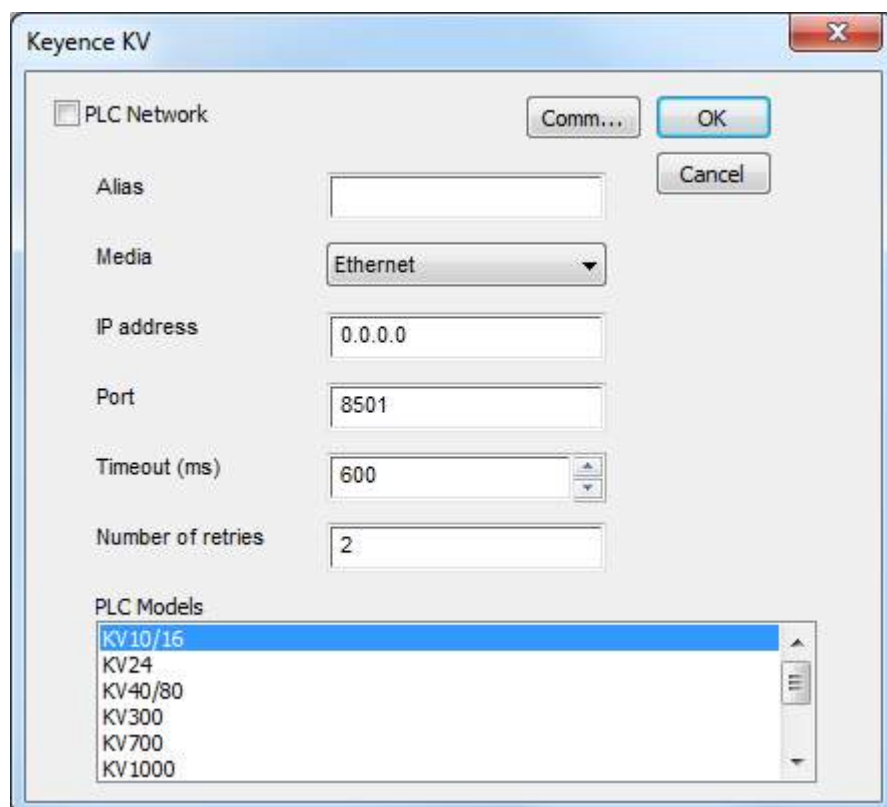 Keyence KV
PLC Network
Comm...
OK
Cancel
Alias
Media
Ethernet
IP address
0.0.0.0
Port
8501
Timeout (ms)
600
Number of retries
2
PLC Models
KV10/16
KV24
KV40/80
KV300
KV700
KV1000